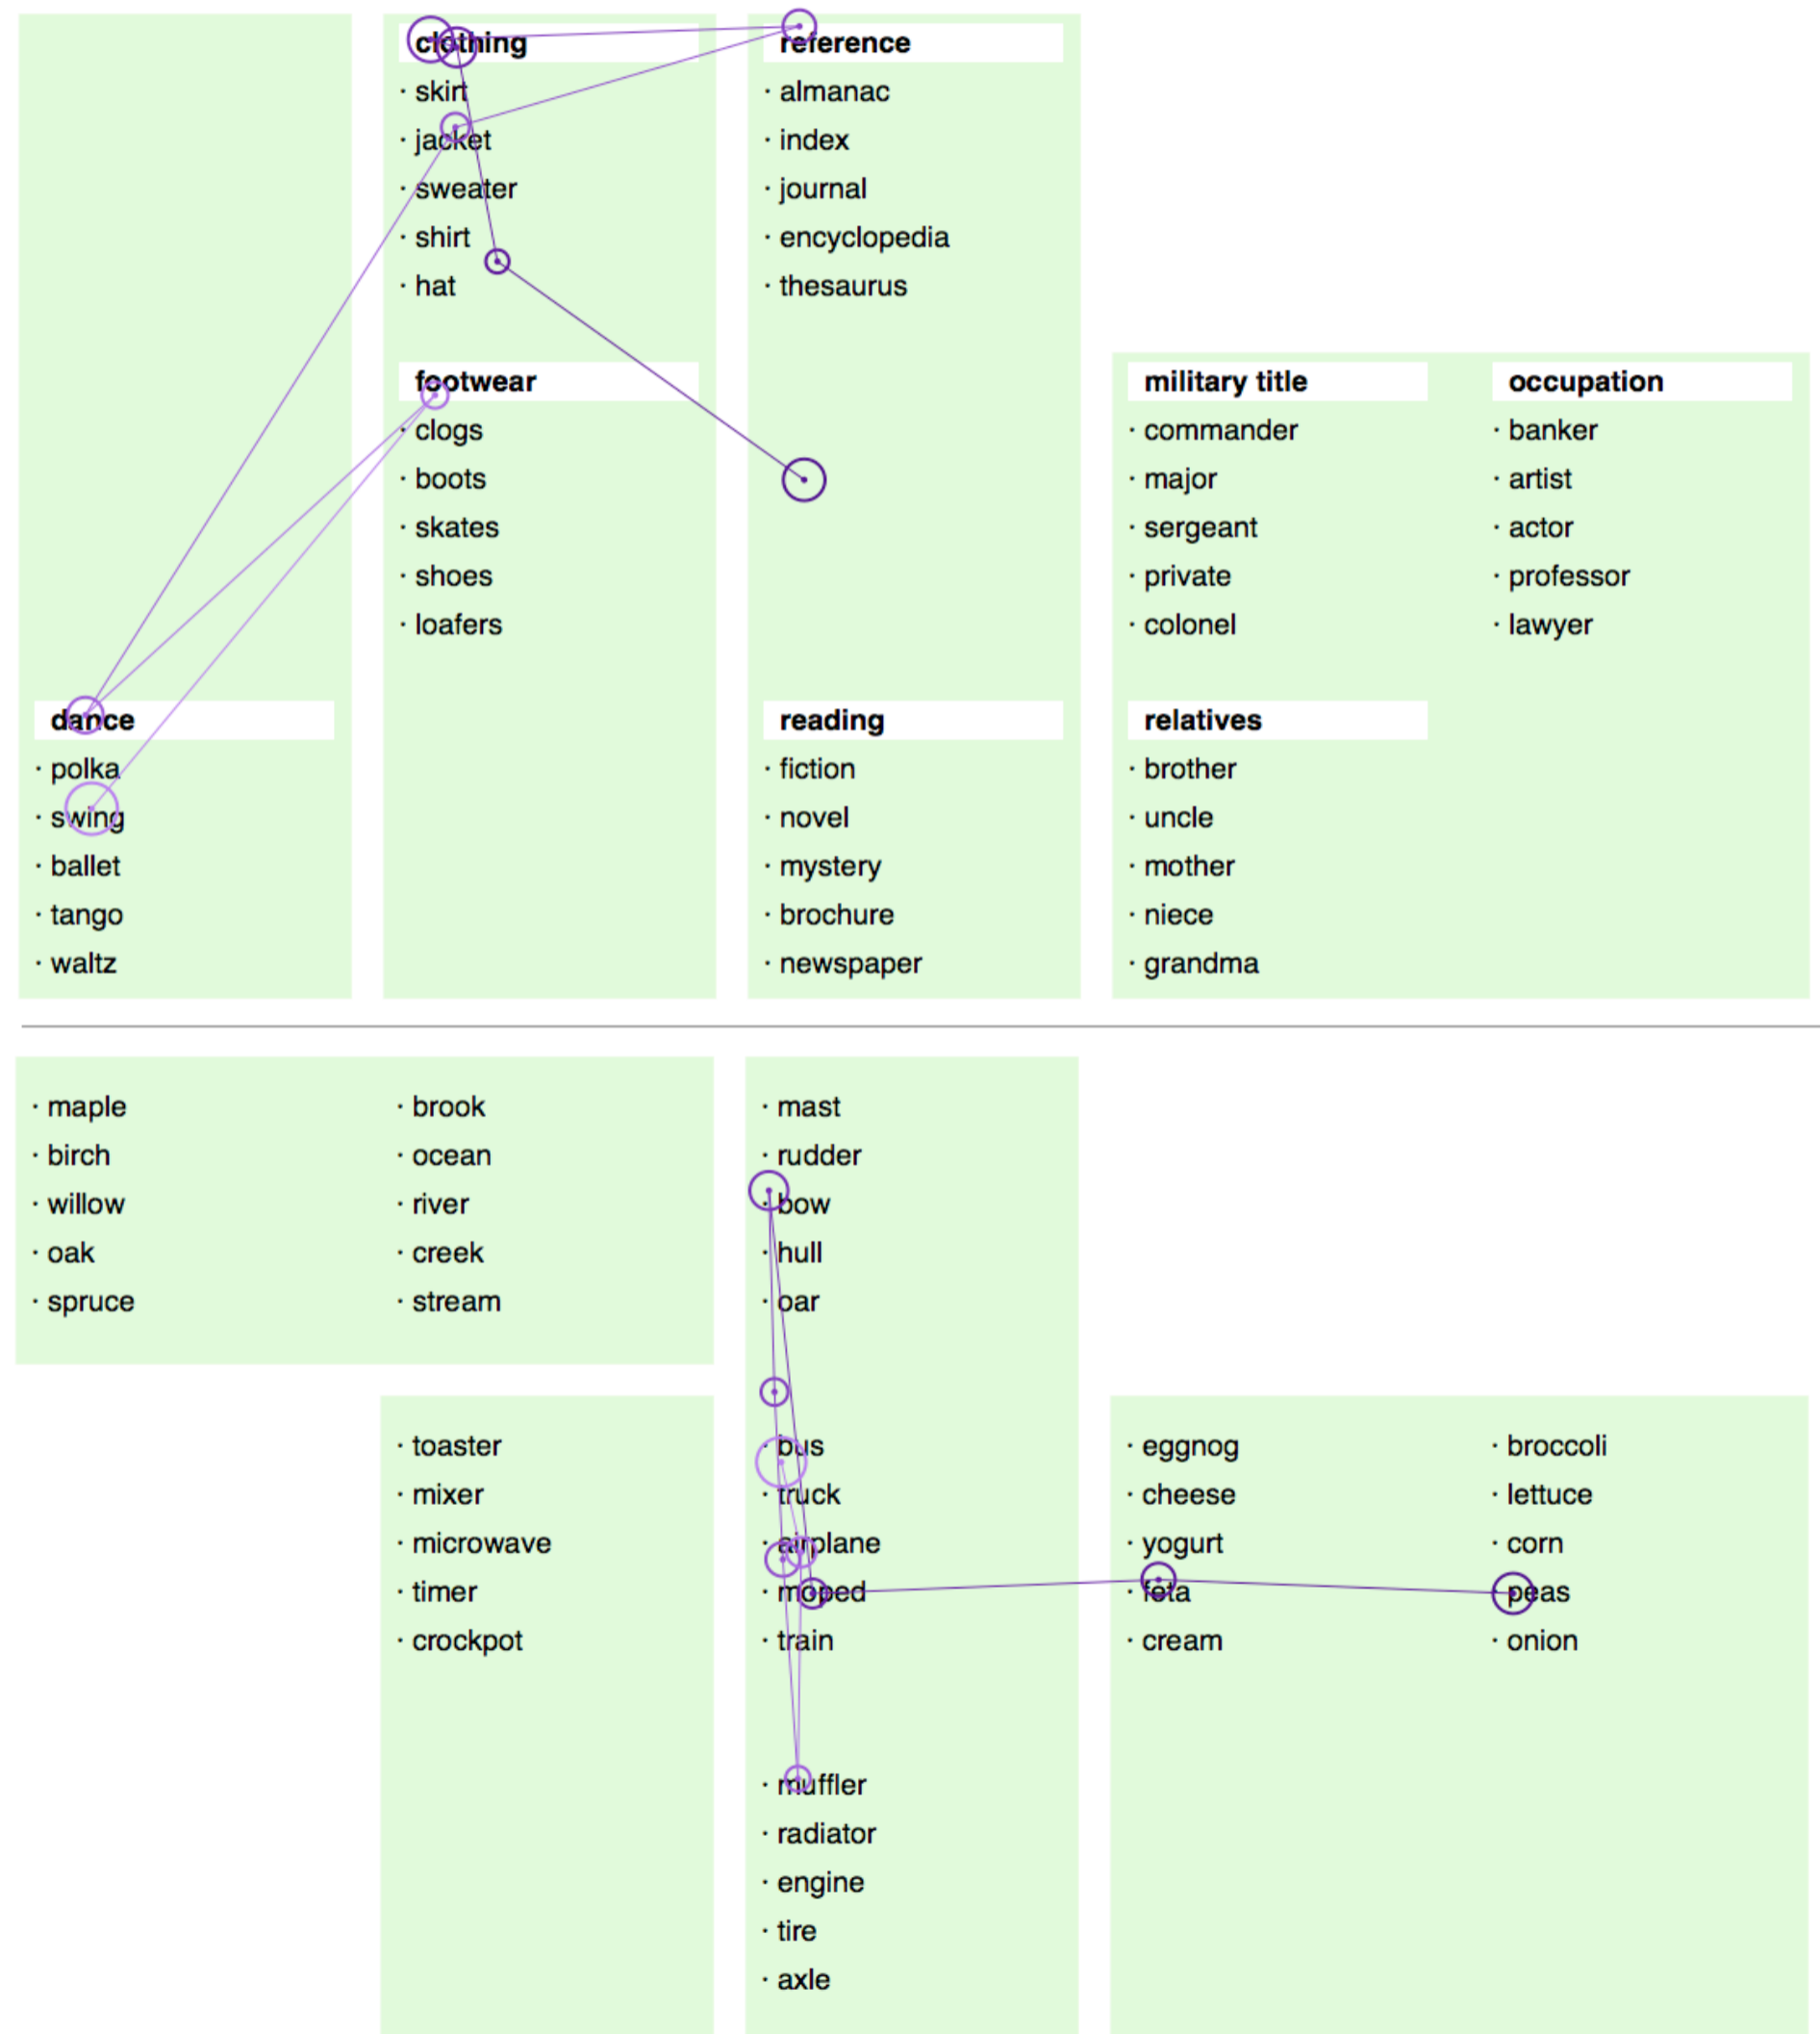 clothing
· skirt
· jacket
· sweater
· shirt
· hat
reference
· almanac
· index
· journal
· encyclopedia
· thesaurus
footwear
· clogs
· boots
· skates
· shoes
· loafers
military title
· commander
· major
· sergeant
· private
· colonel
occupation
· banker
· artist
· actor
· professor
· lawyer
dance
· polka
· swing
· ballet
· tango
· waltz
reading
· fiction
· novel
· mystery
· brochure
· newspaper
relatives
· brother
· uncle
· mother
· niece
· grandma
· maple
· birch
· willow
· oak
· spruce
· brook
· ocean
· river
· creek
· stream
· mast
· rudder
· bow
· hull
· oar
· toaster
· mixer
· microwave
· timer
· crockpot
· bus
· truck
· airplane
· moped
· train
· eggnog
· cheese
· yogurt
· feta
· cream
· broccoli
· lettuce
· corn
· peas
· onion
· muffler
· radiator
· engine
· tire
· axle